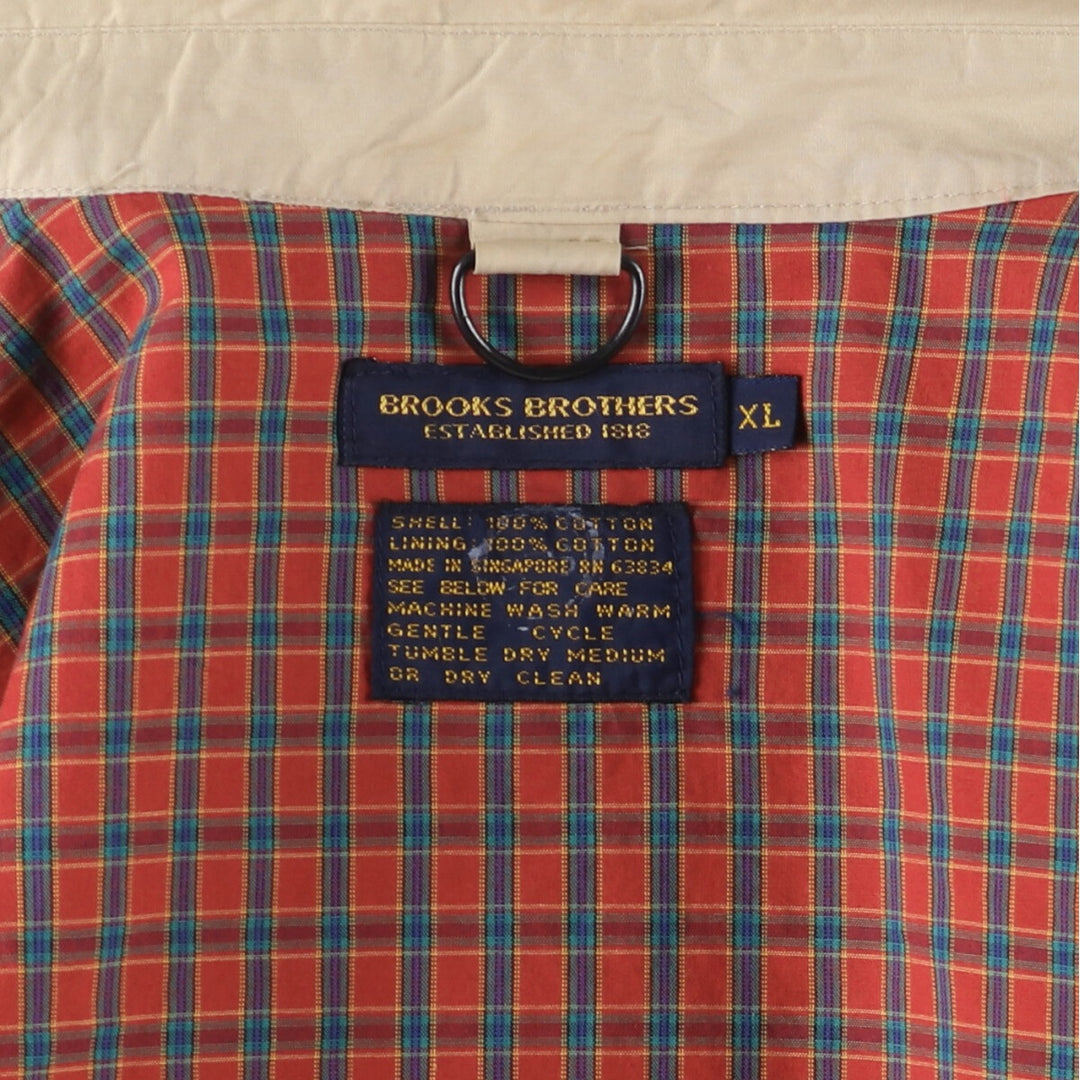 BROOKS BROTHERS
ESTABLISHED 1818
XL
SHELL: 100% COTTON
LINING: 100% COTTON
MADE IN SINGAPORE RN 63834
SEE BELOW FOR CARE
MACHINE WASH WARM
GENTLE CYCLE
TUMBLE DRY MEDIUM
OR DRY CLEAN